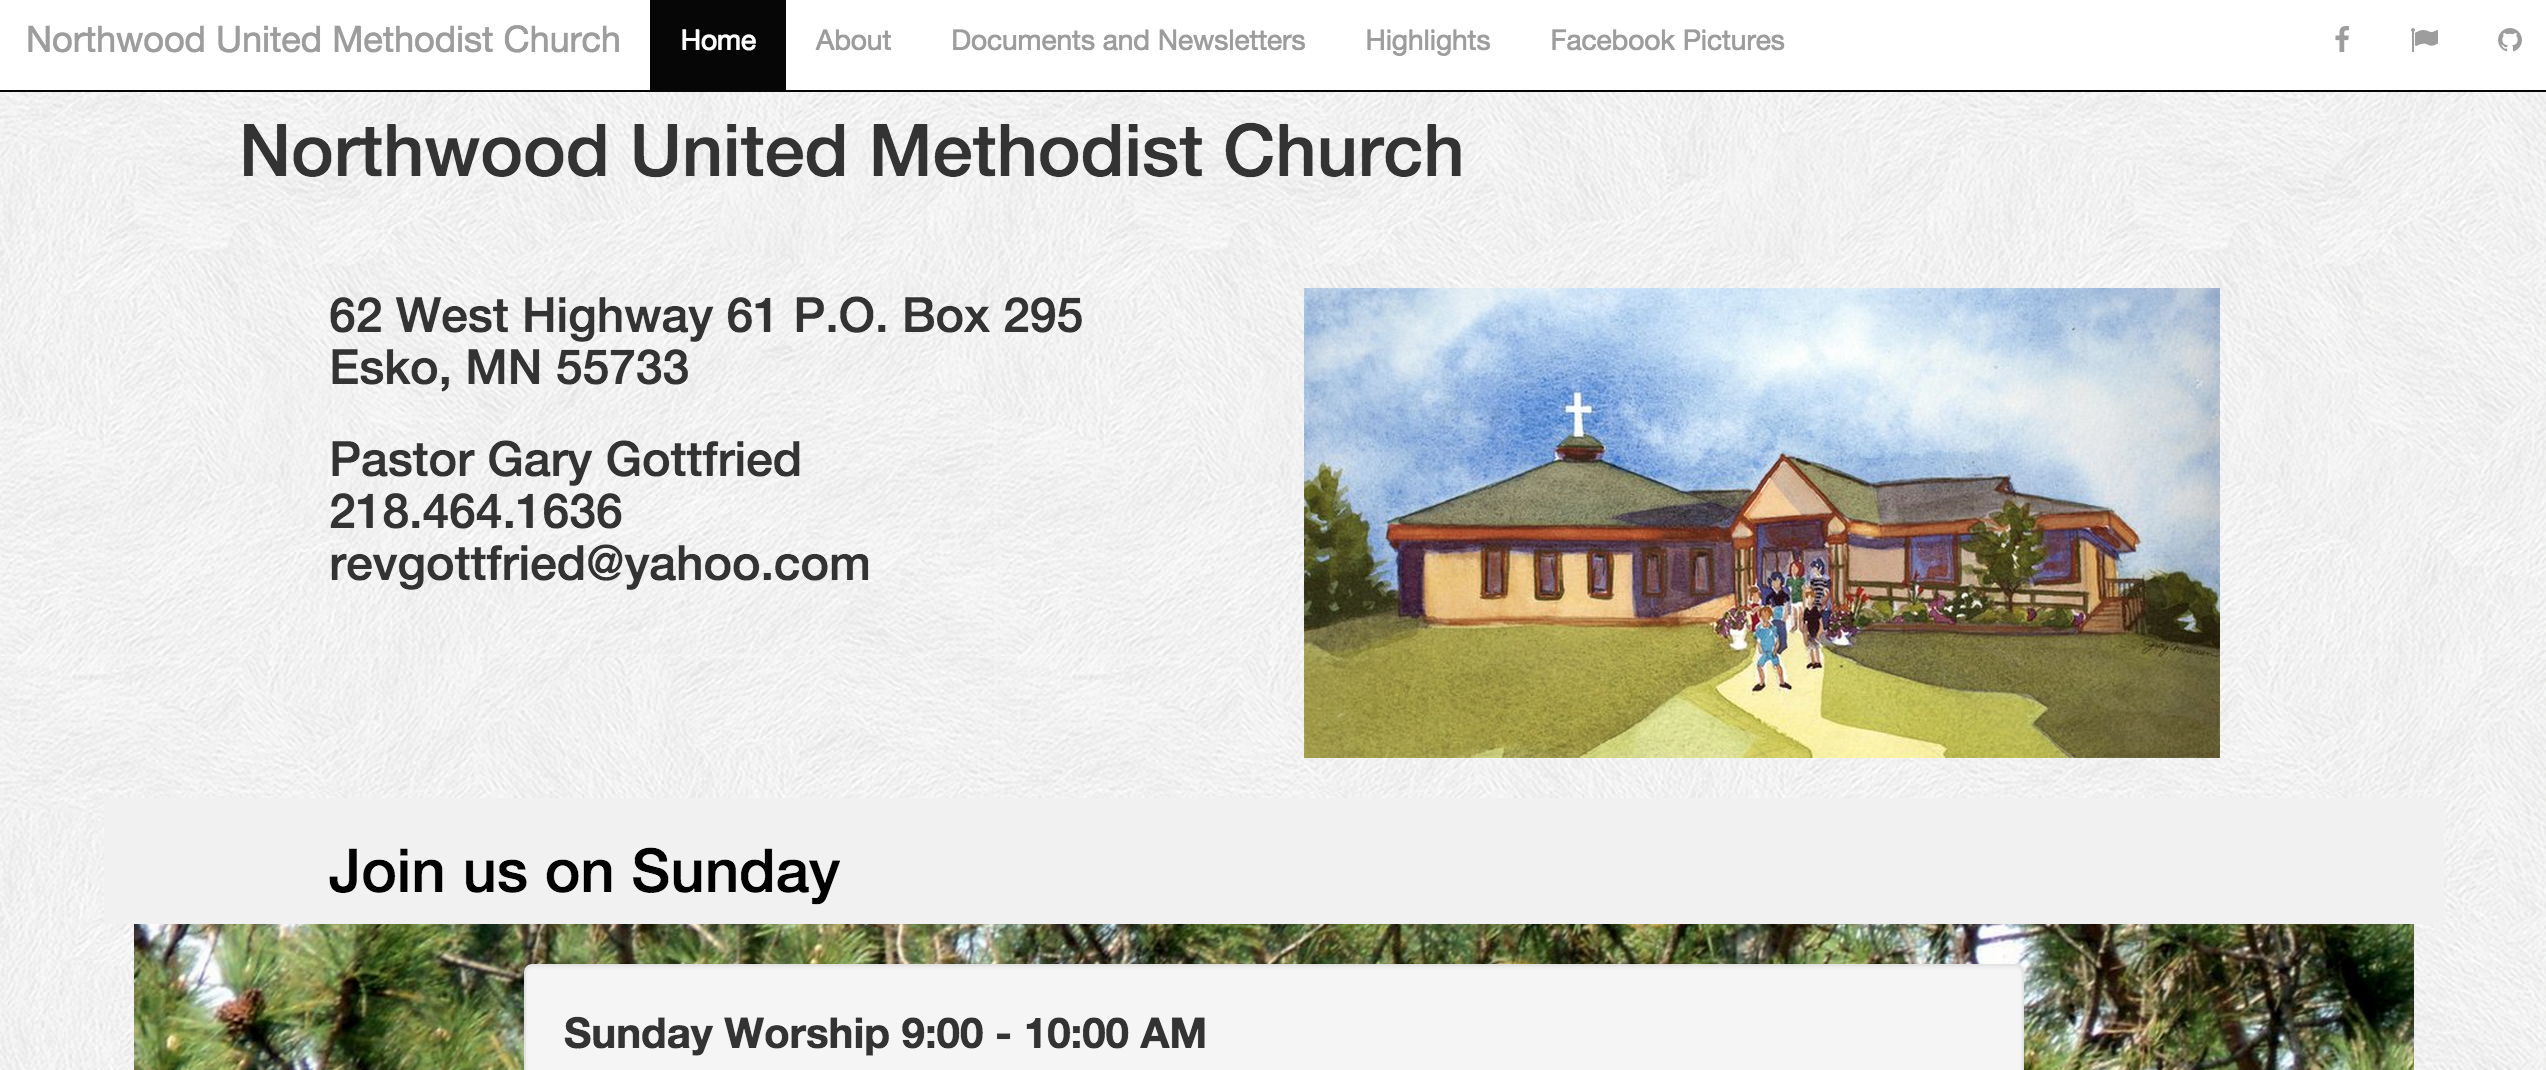 Northwood United Methodist Church Home About Documents and Newsletters Highlights Facebook Pictures
Northwood United Methodist Church
62 West Highway 61 P.O. Box 295
Esko, MN 55733
Pastor Gary Gottfried
218.464.1636
revgottfried@yahoo.com
Join us on Sunday
Sunday Worship 9:00 - 10:00 AM